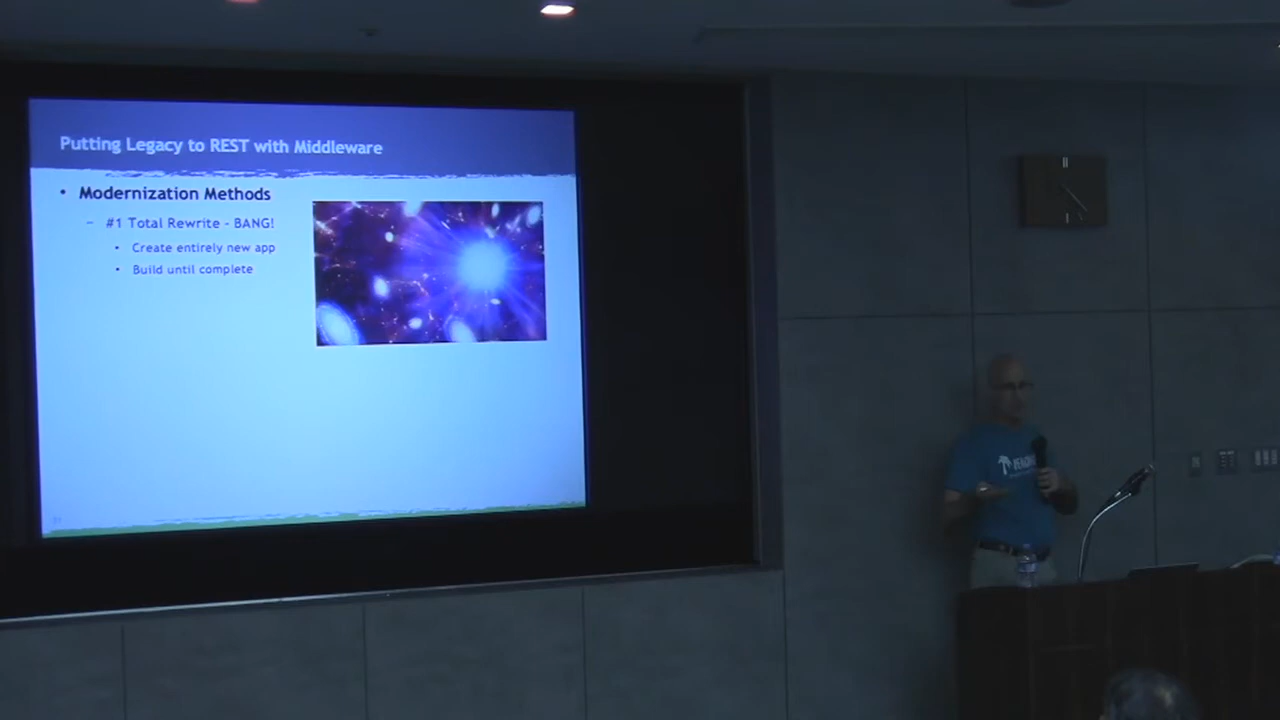 Putting Legacy to REST with Middleware
• Modernization Methods
– #1 Total Rewrite - BANG!
• Create entirely new app
• Build until complete